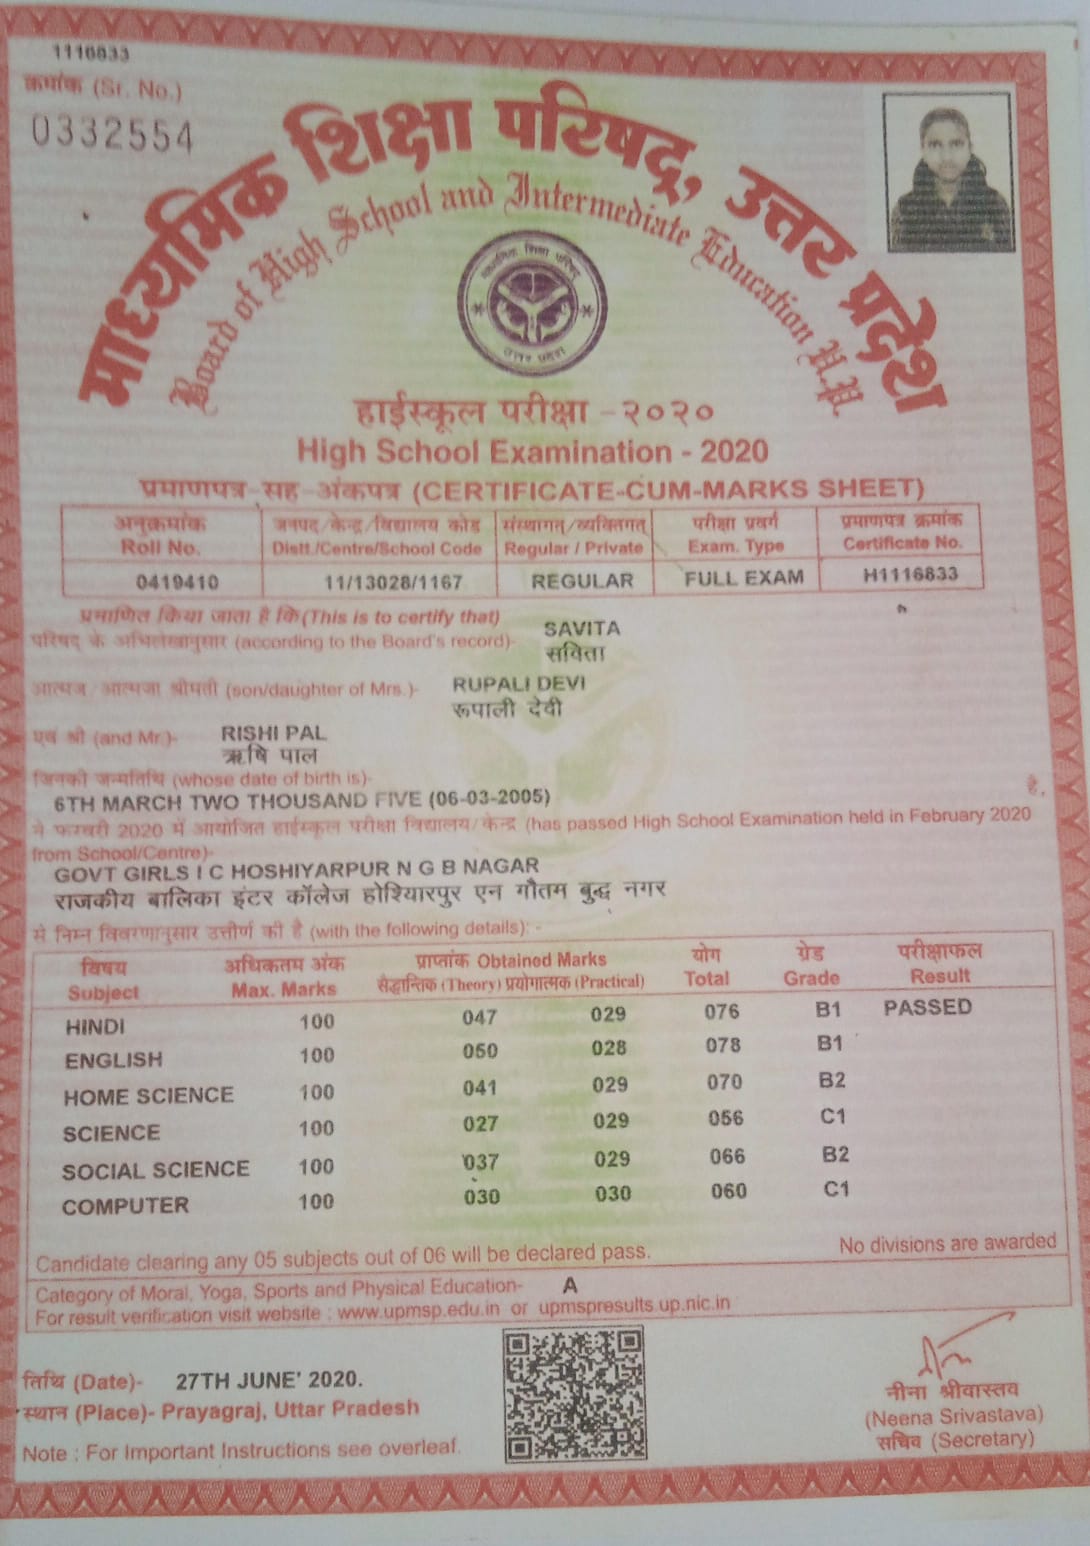 1116833
क्रमांक (Sr. No.)
0332554
माध्यमिक शिक्षा परिषद्, उत्तर प्रदेश
Board of High School and Intermediate Education U.P.
माध्यमिक शिक्षा परिषद्
उत्तर प्रदेश
हाईस्कूल परीक्षा - २०२०
High School Examination - 2020
प्रमाणपत्र-सह-अंकपत्र (CERTIFICATE-CUM-MARKS SHEET)
अनुक्रमांक जनपद/केन्द्र/विद्यालय कोड संस्थागत्/व्यक्तिगत् परीक्षा प्रवर्ग प्रमाणपत्र क्रमांक
Roll No. Distt./Centre/School Code Regular / Private Exam. Type Certificate No.
0419410 11/13028/1167 REGULAR FULL EXAM H1116833
प्रमाणित किया जाता है कि (This is to certify that)
परिषद् के अभिलेखानुसार (according to the Board's record)- SAVITA
सविता
आत्मज/आत्मजा श्रीमती (son/daughter of Mrs.)- RUPALI DEVI
रूपाली देवी
एवं श्री (and Mr.)- RISHI PAL
ऋषि पाल
जिनकी जन्मतिथि (whose date of birth is)-
6TH MARCH TWO THOUSAND FIVE (06-03-2005) है,
ने फरवरी 2020 में आयोजित हाईस्कूल परीक्षा विद्यालय/केन्द्र (has passed High School Examination held in February 2020
from School/Centre)-
GOVT GIRLS I C HOSHIYARPUR N G B NAGAR
राजकीय बालिका इंटर कॉलेज होश्यिारपुर एन गौतम बुद्ध नगर
से निम्न विवरणानुसार उत्तीर्ण की है (with the following details): -
विषय अधिकतम अंक प्राप्तांक Obtained Marks योग ग्रेड परीक्षाफल
Subject Max. Marks सैद्धान्तिक (Theory) प्रयोगात्मक (Practical) Total Grade Result
HINDI 100 047 029 076 B1 PASSED
ENGLISH 100 050 028 078 B1
HOME SCIENCE 100 041 029 070 B2
SCIENCE 100 027 029 056 C1
SOCIAL SCIENCE 100 037 029 066 B2
COMPUTER 100 030 030 060 C1
Candidate clearing any 05 subjects out of 06 will be declared pass. No divisions are awarded
Category of Moral, Yoga, Sports and Physical Education- A
For result verification visit website : www.upmsp.edu.in or upmspresults.up.nic.in
तिथि (Date)- 27TH JUNE' 2020.
स्थान (Place)- Prayagraj, Uttar Pradesh
Note : For Important Instructions see overleaf.
नीना श्रीवास्तव
(Neena Srivastava)
सचिव (Secretary)